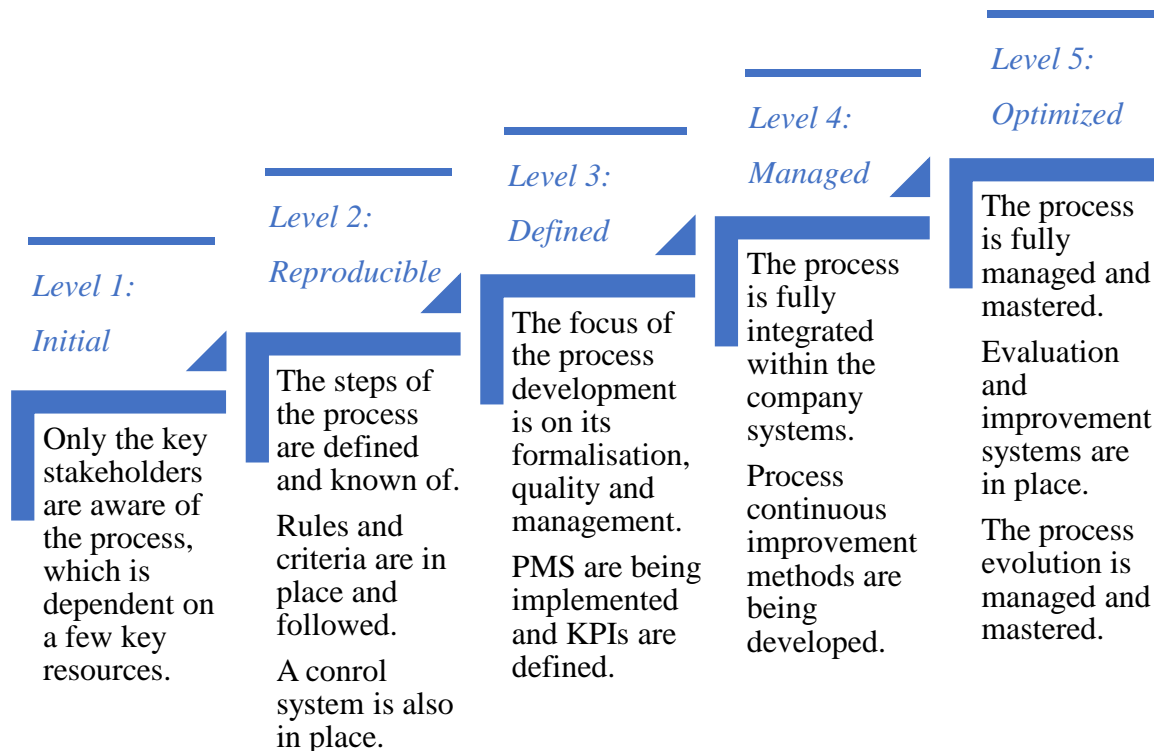 Level 1:
Initial
Only the key
stakeholders
are aware of
the process,
which is
dependent on
a few key
resources.
Level 2:
Reproducible
The steps of
the process
are defined
and known of.
Rules and
criteria are in
place and
followed.
A conrol
system is also
in place.
Level 3:
Defined
The focus of
the process
development
is on its
formalisation,
quality and
management.
PMS are being
implemented
and KPIs are
defined.
Level 4:
Managed
The process
is fully
integrated
within the
company
systems.
Process
continuous
improvement
methods are
being
developed.
Level 5:
Optimized
The process
is fully
managed and
mastered.
Evaluation
and
improvement
systems are
in place.
The process
evolution is
managed and
mastered.